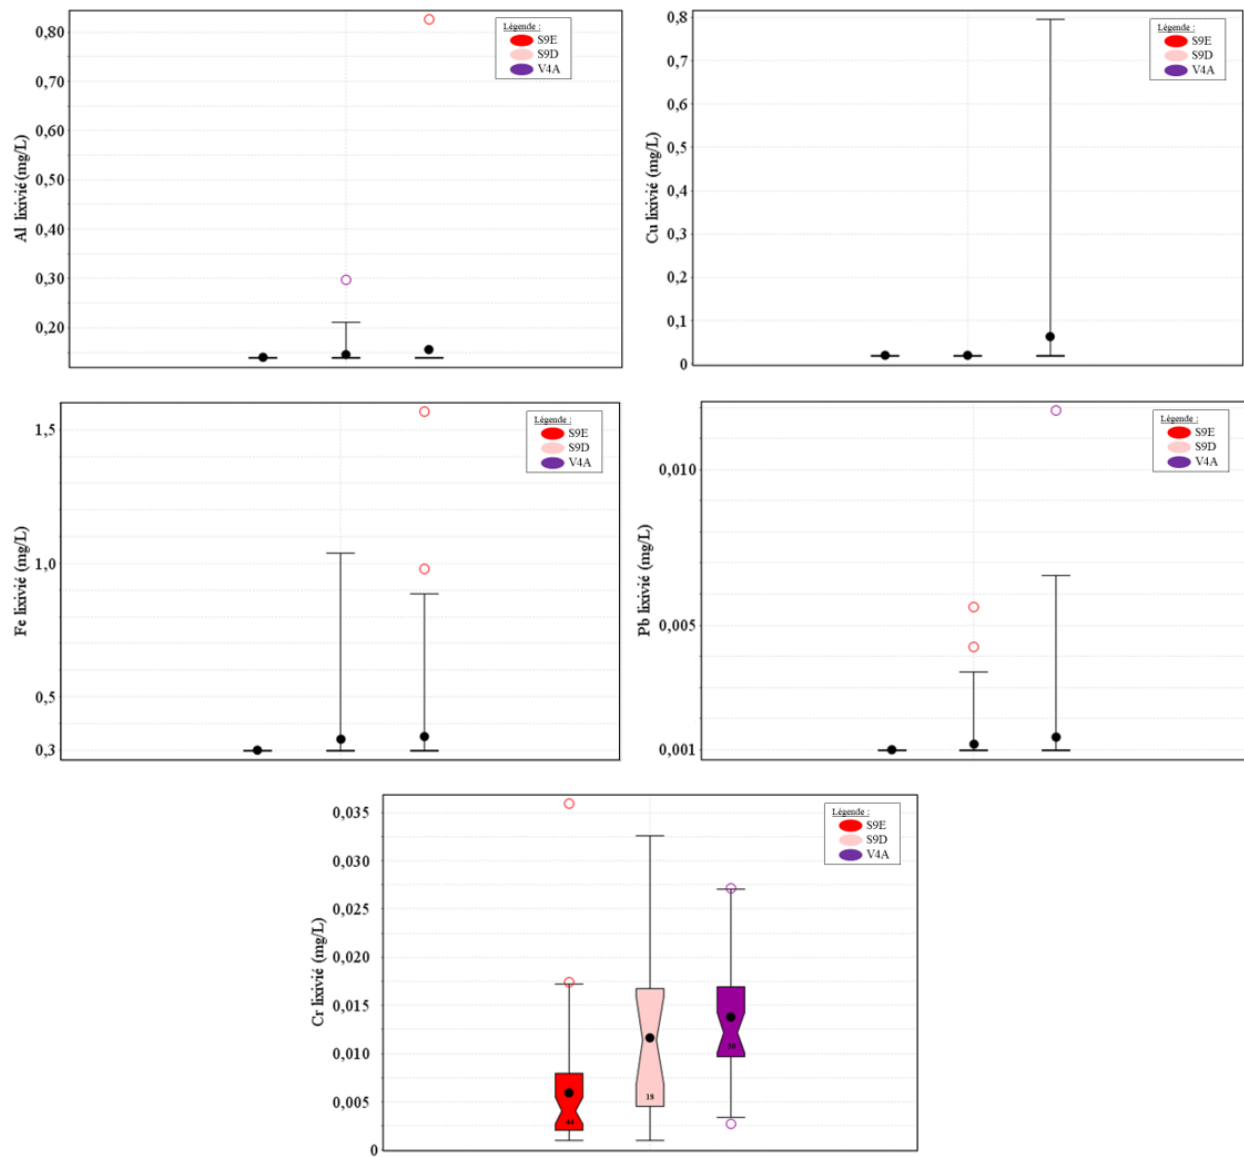 Al lixivié (mg/L)
0,80
0,70
0,60
0,50
0,40
0,30
0,20
Légende :
S9E
S9D
V4A
Cu lixivié (mg/L)
0,8
0,7
0,6
0,5
0,4
0,3
0,2
0,1
0
Légende :
S9E
S9D
V4A
Fe lixivié (mg/L)
1,5
1,0
0,5
0,3
Légende :
S9E
S9D
V4A
Pb lixivié (mg/L)
0,010
0,005
0,001
Légende :
S9E
S9D
V4A
Cr lixivié (mg/L)
0,035
0,030
0,025
0,020
0,015
0,010
0,005
0
Légende :
S9E
S9D
V4A
44
18